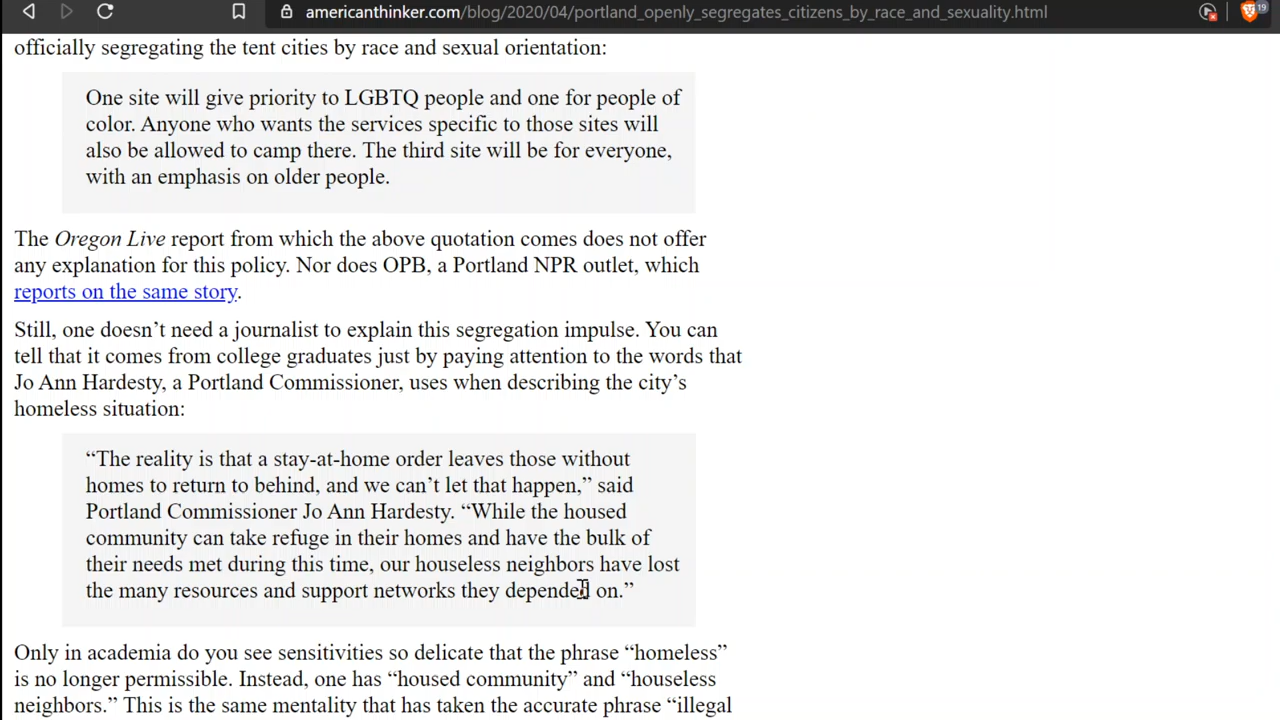 americanthinker.com/blog/2020/04/portland_openly_segregates_citizens_by_race_and_sexuality.html
19
officially segregating the tent cities by race and sexual orientation:
One site will give priority to LGBTQ people and one for people of
color. Anyone who wants the services specific to those sites will
also be allowed to camp there. The third site will be for everyone,
with an emphasis on older people.
The Oregon Live report from which the above quotation comes does not offer
any explanation for this policy. Nor does OPB, a Portland NPR outlet, which
reports on the same story.
Still, one doesn’t need a journalist to explain this segregation impulse. You can
tell that it comes from college graduates just by paying attention to the words that
Jo Ann Hardesty, a Portland Commissioner, uses when describing the city’s
homeless situation:
“The reality is that a stay-at-home order leaves those without
homes to return to behind, and we can’t let that happen,” said
Portland Commissioner Jo Ann Hardesty. “While the housed
community can take refuge in their homes and have the bulk of
their needs met during this time, our houseless neighbors have lost
the many resources and support networks they depended on.”
Only in academia do you see sensitivities so delicate that the phrase “homeless”
is no longer permissible. Instead, one has “housed community” and “houseless
neighbors.” This is the same mentality that has taken the accurate phrase “illegal